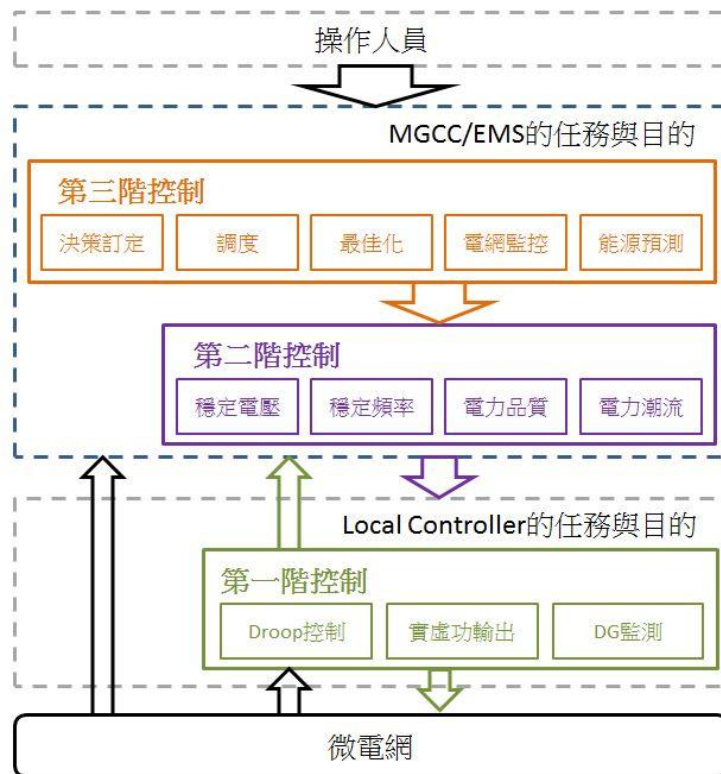 操作人員
MGCC/EMS的任務與目的
第三階控制
決策訂定 調度 最佳化 電網監控 能源預測
第二階控制
穩定電壓 穩定頻率 電力品質 電力潮流
Local Controller的任務與目的
第一階控制
Droop控制 實虛功輸出 DG監測
微電網